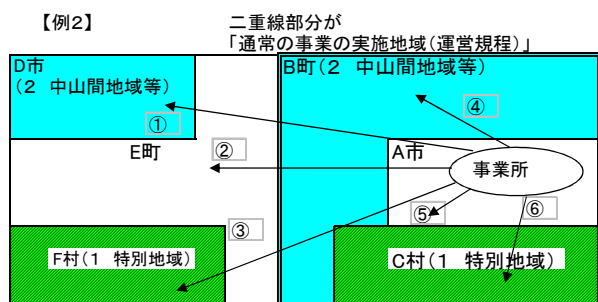 【例2】
二重線部分が
「通常の事業の実施地域(運営規程)」
D市
(2 中山間地域等)
B町(2 中山間地域等)
①
④
E町
②
A市
事業所
③
⑤
⑥
F村(1 特別地域)
C村(1 特別地域)